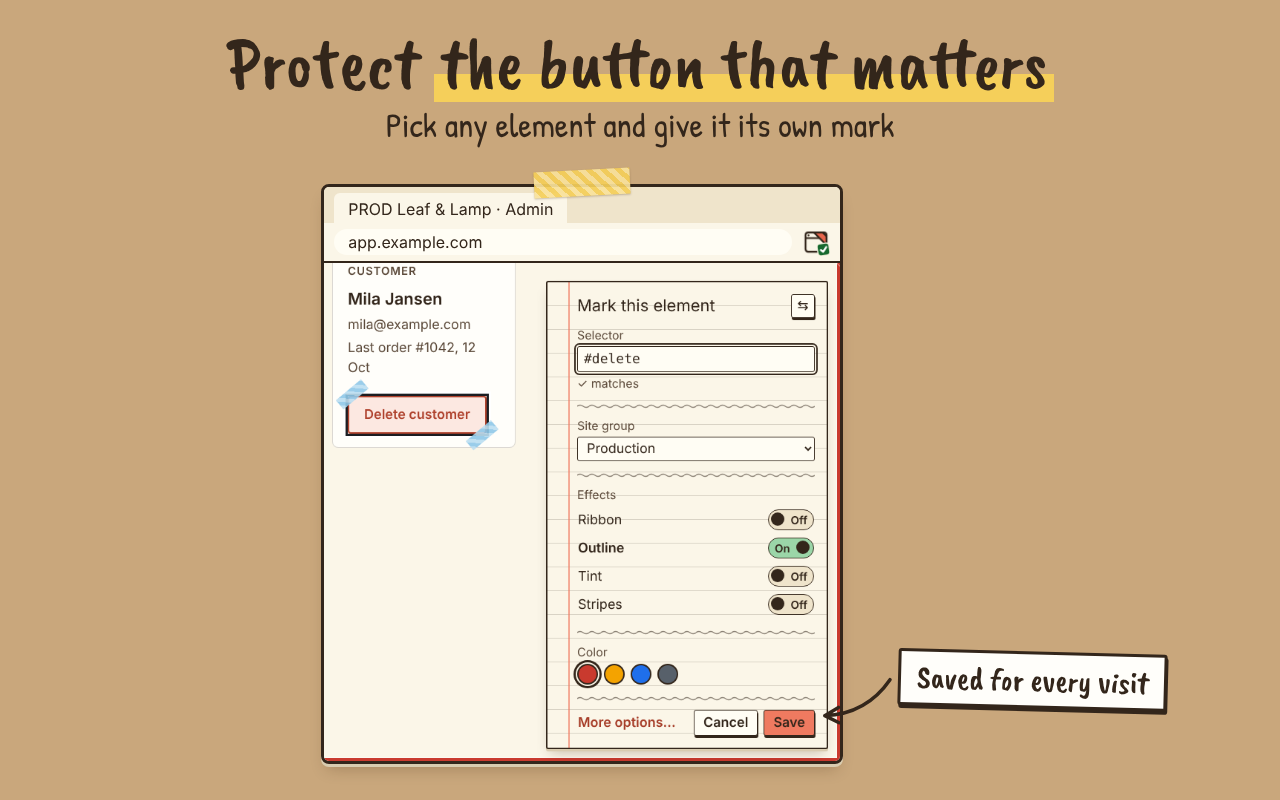 Protect the button that matters
Pick any element and give it its own mark
PROD Leaf & Lamp · Admin
app.example.com
CUSTOMER
Mila Jansen
mila@example.com
Last order #1042, 12
Oct
Delete customer
Mark this element
Selector
#delete
✓ matches
Site group
Production
Effects
Ribbon Off
Outline On
Tint Off
Stripes Off
Color
More options... Cancel Save
Saved for every visit